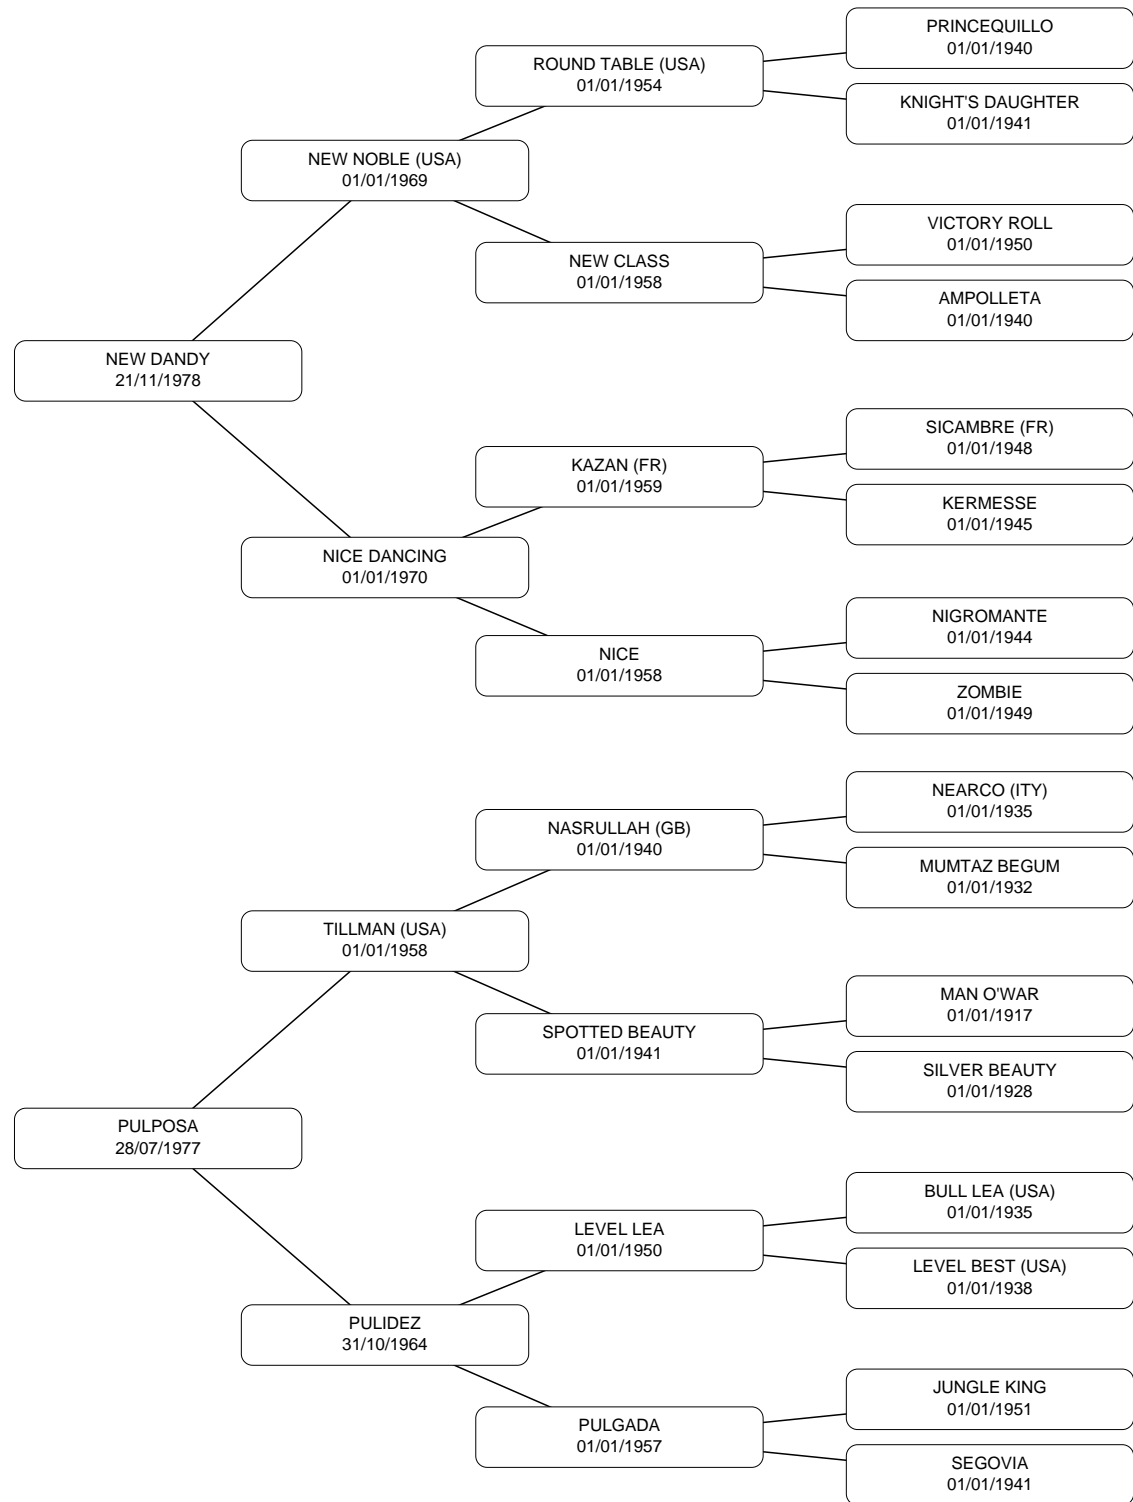 PRINCEQUILLO
01/01/1940
ROUND TABLE (USA)
01/01/1954
KNIGHT'S DAUGHTER
01/01/1941
NEW NOBLE (USA)
01/01/1969
VICTORY ROLL
01/01/1950
NEW CLASS
01/01/1958
AMPOLLETA
01/01/1940
NEW DANDY
21/11/1978
SICAMBRE (FR)
01/01/1948
KAZAN (FR)
01/01/1959
KERMESSE
01/01/1945
NICE DANCING
01/01/1970
NIGROMANTE
01/01/1944
NICE
01/01/1958
ZOMBIE
01/01/1949
NEARCO (ITY)
01/01/1935
NASRULLAH (GB)
01/01/1940
MUMTAZ BEGUM
01/01/1932
TILLMAN (USA)
01/01/1958
MAN O'WAR
01/01/1917
SPOTTED BEAUTY
01/01/1941
SILVER BEAUTY
01/01/1928
PULPOSA
28/07/1977
BULL LEA (USA)
01/01/1935
LEVEL LEA
01/01/1950
LEVEL BEST (USA)
01/01/1938
PULIDEZ
31/10/1964
JUNGLE KING
01/01/1951
PULGADA
01/01/1957
SEGOVIA
01/01/1941